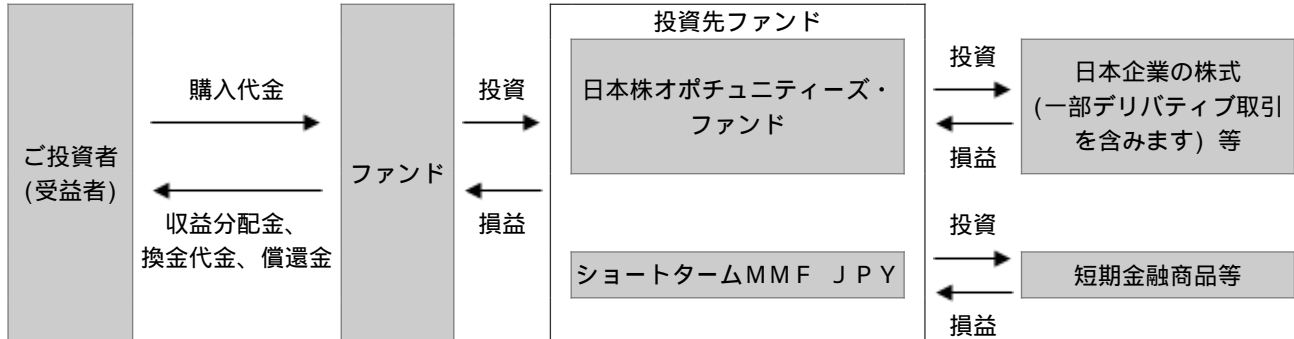 ご投資者
(受益者)
購入代金
収益分配金、
換金代金、償還金
ファンド
投資
損益
投資先ファンド
日本株オポチュニティーズ・
ファンド
ショートタームＭＭＦ　ＪＰＹ
投資
損益
日本企業の株式
(一部デリバティブ取引
を含みます）等
投資
損益
短期金融商品等